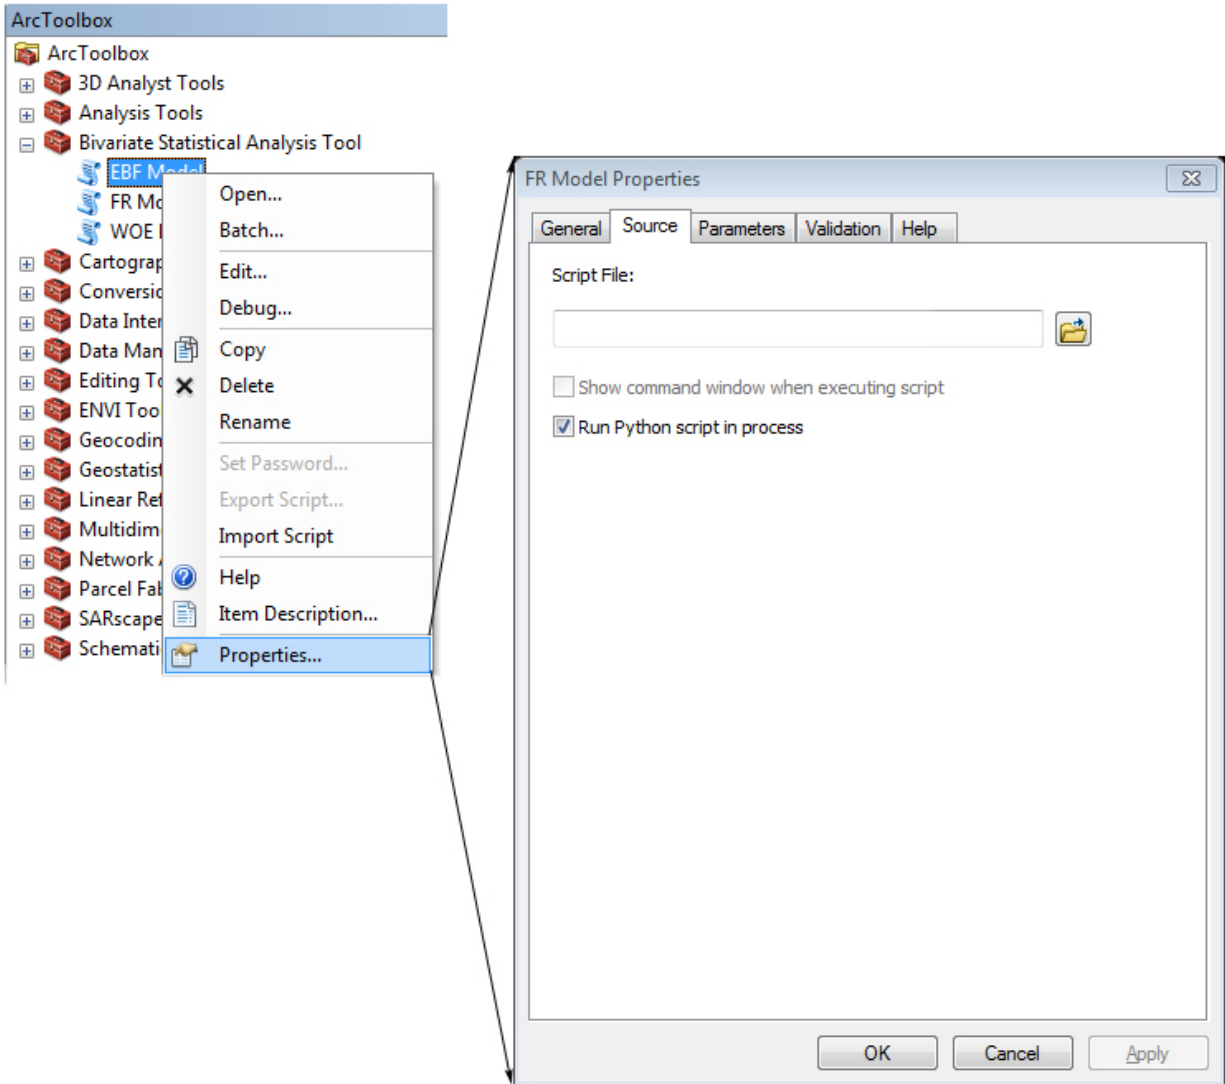 ArcToolbox
ArcToolbox
3D Analyst Tools
Analysis Tools
Bivariate Statistical Analysis Tool
EBF Model
FR Mo
WOE
Cartograp
Conversio
Data Inter
Data Man
Editing To
ENVI Too
Geocodin
Geostatist
Linear Ref
Multidim
Network
Parcel Fab
SARscape
Schemati
Open...
Batch...
Edit...
Debug...
Copy
Delete
Rename
Set Password...
Export Script...
Import Script
Help
Item Description...
Properties...
FR Model Properties
General Source Parameters Validation Help
Script File:
Show command window when executing script
Run Python script in process
OK Cancel Apply